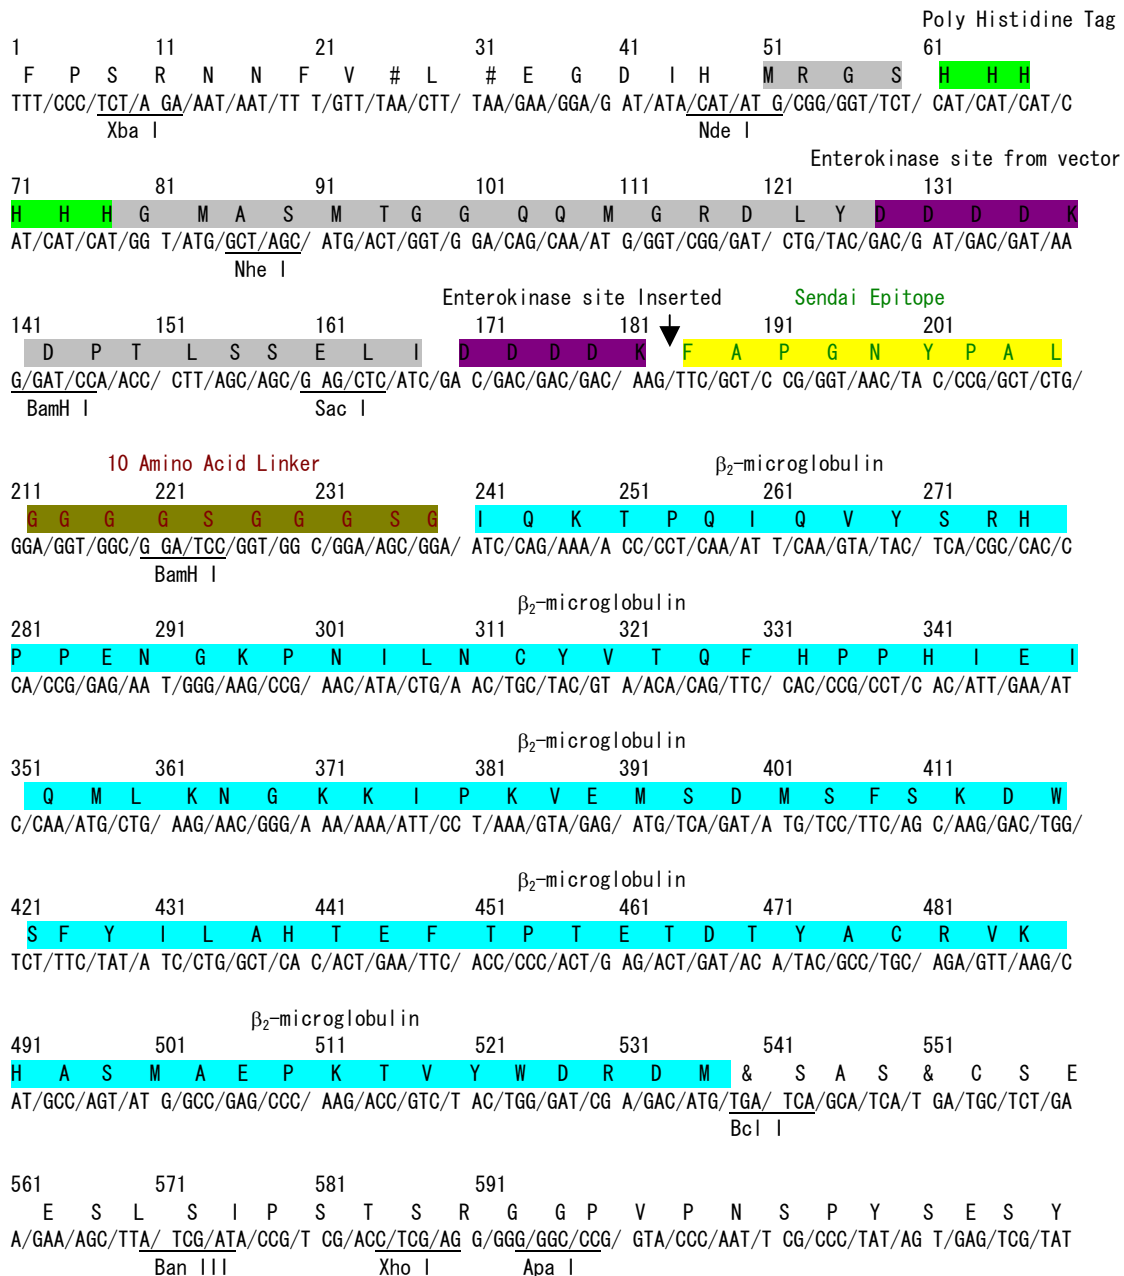 Poly Histidine Tag
1 11 21 31 41 51 61
F P S R N N F V # L # E G D I H M R G S H H H
TTT/CCC/TCT/A GA/AAT/AAT/TT T/GTT/TAA/CTT/ TAA/GAA/GGA/G AT/ATA/CAT/AT G/CGG/GGT/TCT/ CAT/CAT/CAT/C
Xba I Nde I
Enterokinase site from vector
71 81 91 101 111 121 131
H H H G M A S M T G G Q Q M G R D L Y D D D D K
AT/CAT/CAT/GG T/ATG/GCT/AGC/ ATG/ACT/GGT/G GA/CAG/CAA/AT G/GGT/CGG/GAT/ CTG/TAC/GAC/G AT/GAC/GAT/AA
Nhe I
Enterokinase site Inserted Sendai Epitope
141 151 161 171 181 191 201
D P T L S S E L I D D D D K F A P G N Y P A L
G/GAT/CCA/ACC/ CTT/AGC/AGC/G AG/CTC/ATC/GA C/GAC/GAC/GAC/ AAG/TTC/GCT/C CG/GGT/AAC/TA C/CCG/GCT/CTG/
BamH I Sac I
10 Amino Acid Linker β2-microglobulin
211 221 231 241 251 261 271
G G G G S G G G S G I Q K T P Q I Q V Y S R H
GGA/GGT/GGC/G GA/TCC/GGT/GG C/GGA/AGC/GGA/ ATC/CAG/AAA/A CC/CCT/CAA/AT T/CAA/GTA/TAC/ TCA/CGC/CAC/C
BamH I
β2-microglobulin
281 291 301 311 321 331 341
P P E N G K P N I L N C Y V T Q F H P P H I E I
CA/CCG/GAG/AA T/GGG/AAG/CCG/ AAC/ATA/CTG/A AC/TGC/TAC/GT A/ACA/CAG/TTC/ CAC/CCG/CCT/C AC/ATT/GAA/AT
β2-microglobulin
351 361 371 381 391 401 411
Q M L K N G K K I P K V E M S D M S F S K D W
C/CAA/ATG/CTG/ AAG/AAC/GGG/A AA/AAA/ATT/CC T/AAA/GTA/GAG/ ATG/TCA/GAT/A TG/TCC/TTC/AG C/AAG/GAC/TGG/
β2-microglobulin
421 431 441 451 461 471 481
S F Y I L A H T E F T P T E T D T Y A C R V K
TCT/TTC/TAT/A TC/CTG/GCT/CA C/ACT/GAA/TTC/ ACC/CCC/ACT/G AG/ACT/GAT/AC A/TAC/GCC/TGC/ AGA/GTT/AAG/C
β2-microglobulin
491 501 511 521 531 541 551
H A S M A E P K T V Y W D R D M & S A S & C S E
AT/GCC/AGT/AT G/GCC/GAG/CCC/ AAG/ACC/GTC/T AC/TGG/GAT/CG A/GAC/ATG/TGA/ TCA/GCA/TCA/T GA/TGC/TCT/GA
Bcl I
561 571 581 591
E S L S I P S T S R G G P V P N S P Y S E S Y
A/GAA/AGC/TTA/ TCG/ATA/CCG/T CG/ACC/TCG/AG G/GGG/GGC/CCG/ GTA/CCC/AAT/T CG/CCC/TAT/AG T/GAG/TCG/TAT
Ban III Xho I Apa I